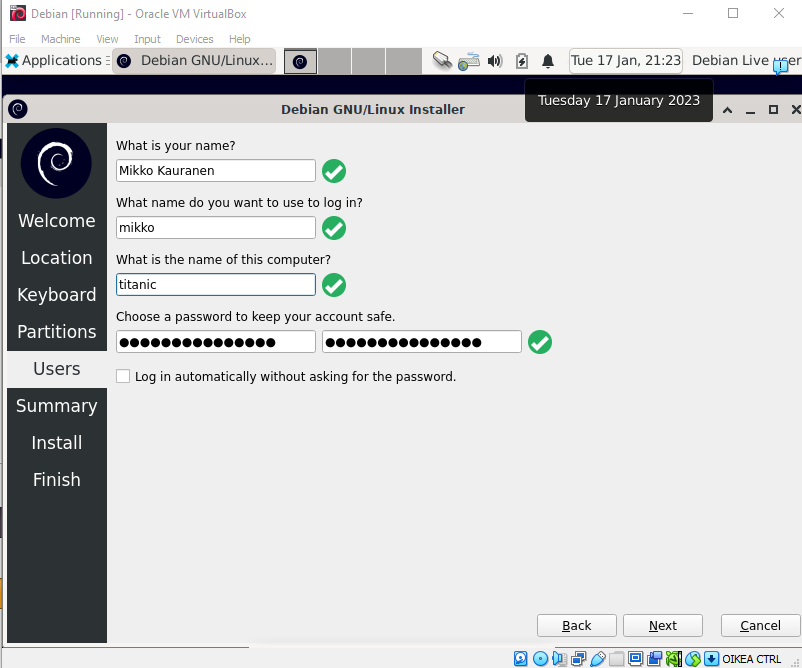 Debian [Running] - Oracle VM VirtualBox
File Machine View Input Devices Help
Applications Debian GNU/Linux... Tue 17 Jan, 21:23 Debian Live user
Tuesday 17 January 2023
Debian GNU/Linux Installer
Welcome
Location
Keyboard
Partitions
Users
Summary
Install
Finish
What is your name?
Mikko Kauranen
What name do you want to use to log in?
mikko
What is the name of this computer?
titanic
Choose a password to keep your account safe.
●●●●●●●●●●●●●●● ●●●●●●●●●●●●●●●
Log in automatically without asking for the password.
Back Next Cancel
OIKEA CTRL